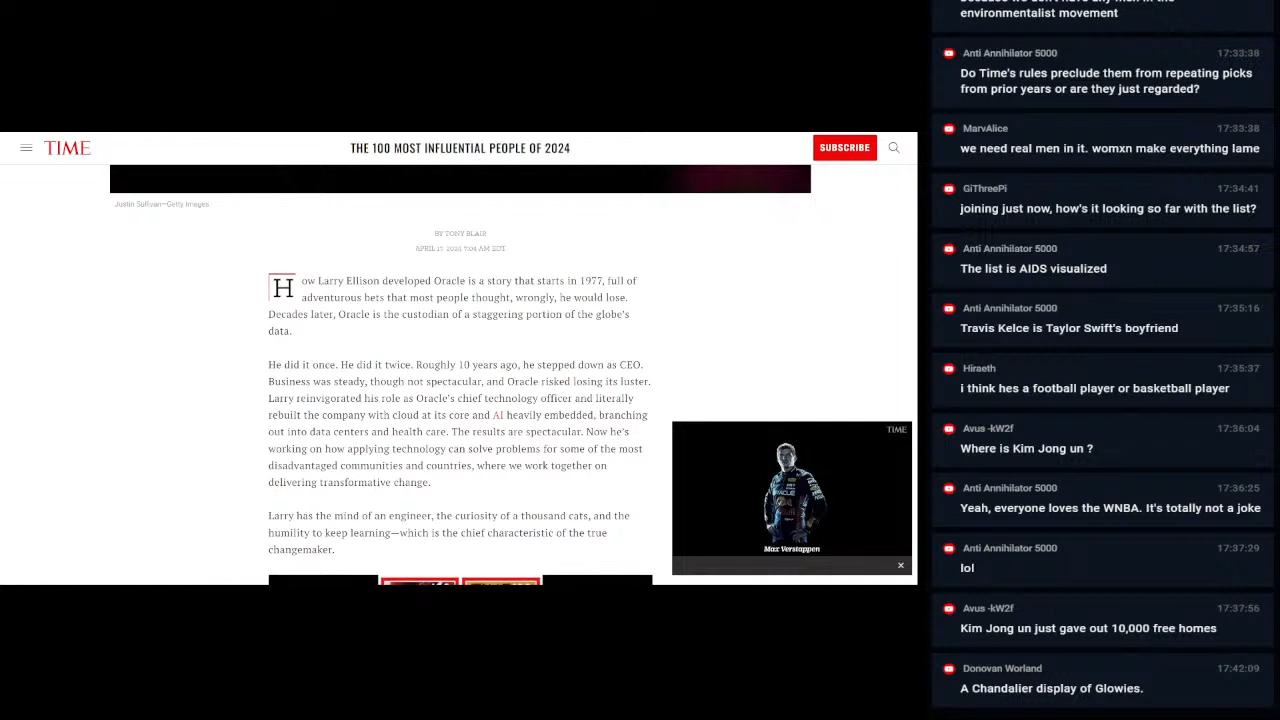 TIME
THE 100 MOST INFLUENTIAL PEOPLE OF 2024
SUBSCRIBE
Justin Sullivan—Getty Images
BY TONY BLAIR
APRIL 17, 2024 7:04 AM EDT
How Larry Ellison developed Oracle is a story that starts in 1977, full of
adventurous bets that most people thought, wrongly, he would lose.
Decades later, Oracle is the custodian of a staggering portion of the globe's
data.
He did it once. He did it twice. Roughly 10 years ago, he stepped down as CEO.
Business was steady, though not spectacular, and Oracle risked losing its luster.
Larry reinvigorated his role as Oracle's chief technology officer and literally
rebuilt the company with cloud at its core and AI heavily embedded, branching
out into data centers and health care. The results are spectacular. Now he's
working on how applying technology can solve problems for some of the most
disadvantaged communities and countries, where we work together on
delivering transformative change.
Larry has the mind of an engineer, the curiosity of a thousand cats, and the
humility to keep learning—which is the chief characteristic of the true
changemaker.
TIME
ORACLE
Max Verstappen
environmentalist movement
Anti Annihilator 5000 17:33:38
Do Time's rules preclude them from repeating picks
from prior years or are they just regarded?
MarvAlice 17:33:38
we need real men in it. womxn make everything lame
GiThreePi 17:34:41
joining just now, how's it looking so far with the list?
Anti Annihilator 5000 17:34:57
The list is AIDS visualized
Anti Annihilator 5000 17:35:16
Travis Kelce is Taylor Swift's boyfriend
Hiraeth 17:35:37
i think hes a football player or basketball player
Avus -kW2f 17:36:04
Where is Kim Jong un ?
Anti Annihilator 5000 17:36:25
Yeah, everyone loves the WNBA. It's totally not a joke
Anti Annihilator 5000 17:37:29
lol
Avus -kW2f 17:37:56
Kim Jong un just gave out 10,000 free homes
Donovan Worland 17:42:09
A Chandalier display of Glowies.